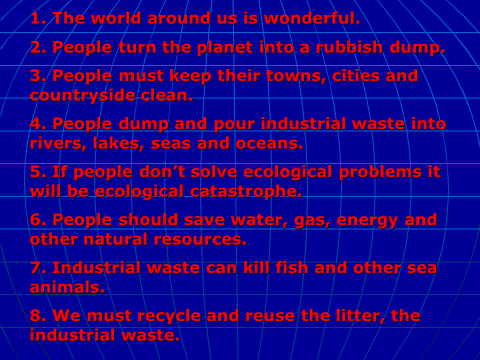 1. The world around us is wonderful.
2. People turn the planet into a rubbish dump.
3. People must keep their towns, cities and
countryside clean.
4. People dump and pour industrial waste into
rivers, lakes, seas and oceans.
5. If people don’t solve ecological problems it
will be ecological catastrophe.
6. People should save water, gas, energy and
other natural resources.
7. Industrial waste can kill fish and other sea
animals.
8. We must recycle and reuse the litter, the
industrial waste.